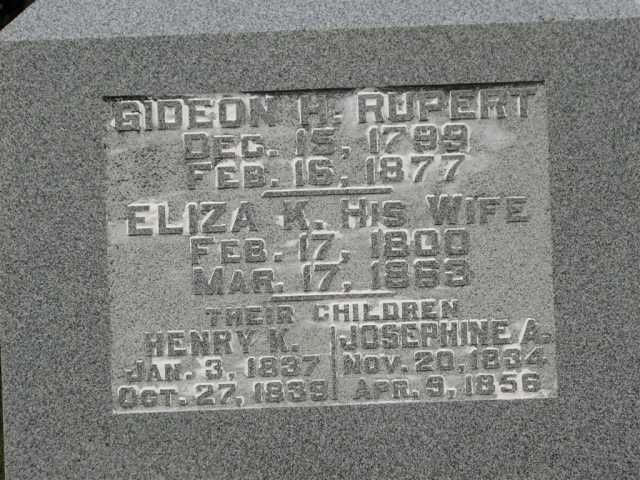 GIDEON H. RUPERT
DEC. 15, 1799
FEB. 16, 1877
ELIZA K. HIS WIFE
FEB. 17, 1800
MAR. 17, 1863
THEIR CHILDREN
HENRY K.
JAN. 3, 1837
OCT. 27, 1839
JOSEPHINE A.
NOV. 20, 1834
APR. 9, 1856